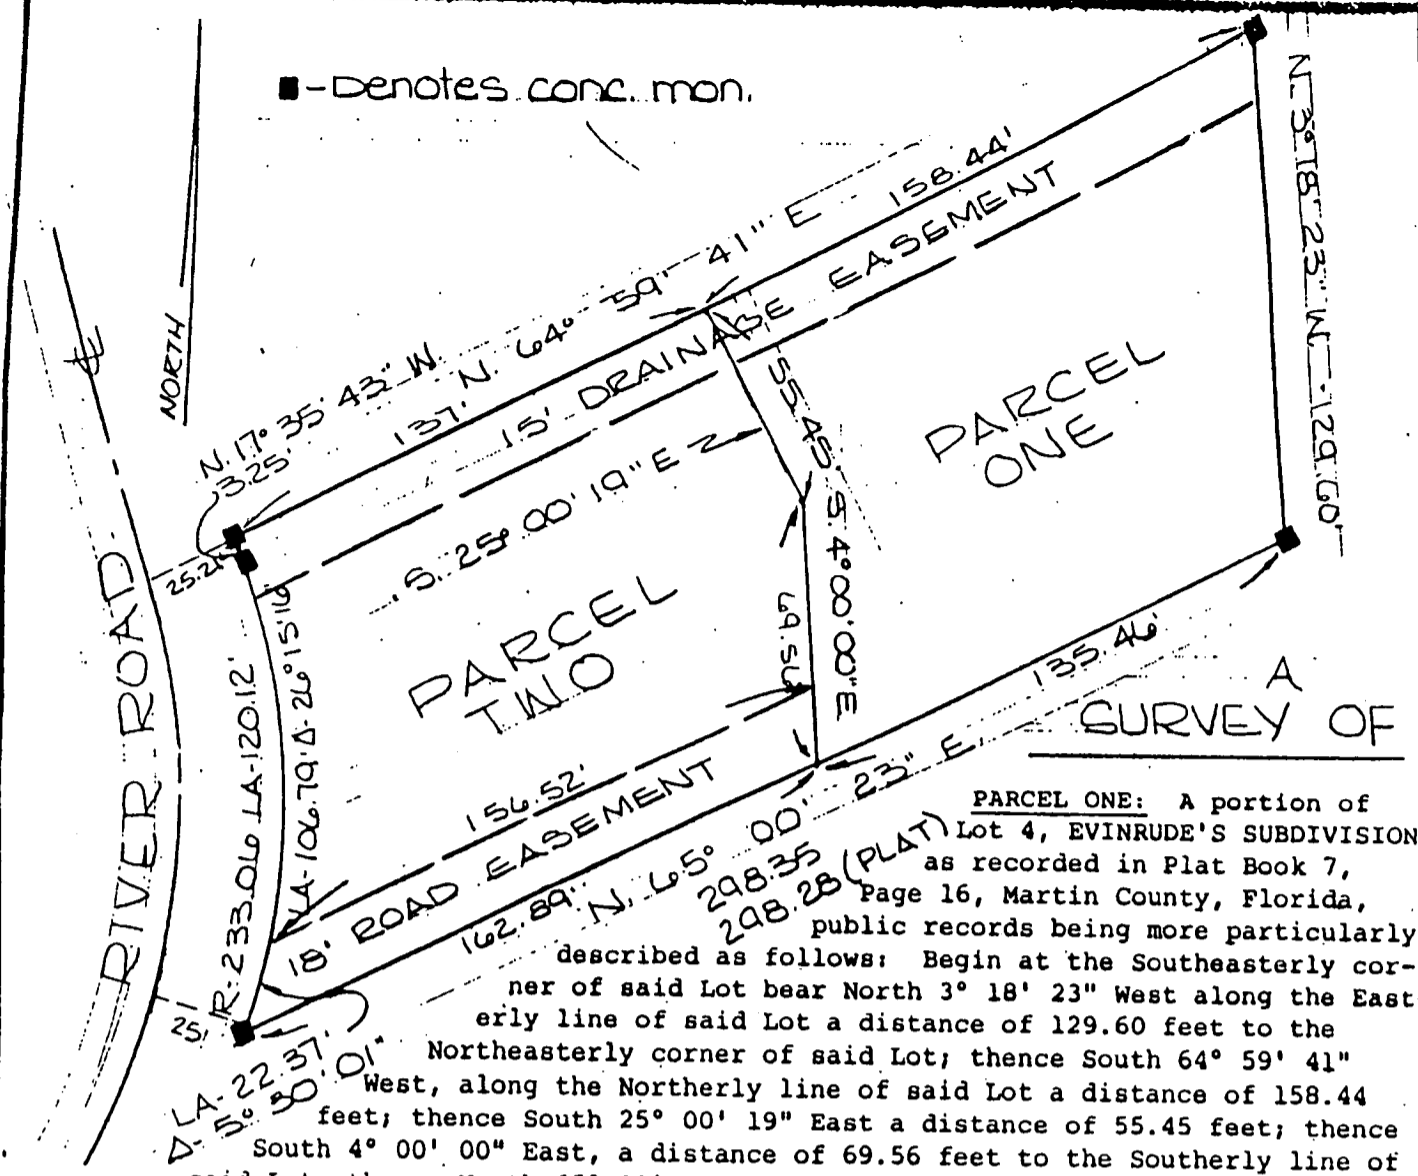 ■-Denotes conc. mon.
NORTH
N. 17° 35' 43" W.
3.25'
137' N. 64° 59' 41" E 158.44'
15' DRAINAGE EASEMENT
N. 3° 18' 23" W - 129.60'
S. 25° 00' 19" E
55.45'
S. 4° 00' 00" E
69.56
PARCEL
ONE
PARCEL
TWO
25.21'
RIVER ROAD
R-233.06 LA-120.12'
LA-106.79' Δ-26°15'16
156.52'
18' ROAD EASEMENT
162.89' N. 65° 00' 23" E. 135.46'
298.35
298.28 (PLAT)
25'
LA-22.37'
Δ-5° 30' 01"
A
SURVEY OF
PARCEL ONE: A portion of
Lot 4, EVINRUDE'S SUBDIVISION
as recorded in Plat Book 7,
Page 16, Martin County, Florida,
public records being more particularly
described as follows: Begin at the Southeasterly cor-
ner of said Lot bear North 3° 18' 23" West along the East
erly line of said Lot a distance of 129.60 feet to the
Northeasterly corner of said Lot; thence South 64° 59' 41"
West, along the Northerly line of said Lot a distance of 158.44
feet; thence South 25° 00' 19" East a distance of 55.45 feet; thence
South 4° 00' 00" East, a distance of 69.56 feet to the Southerly line of